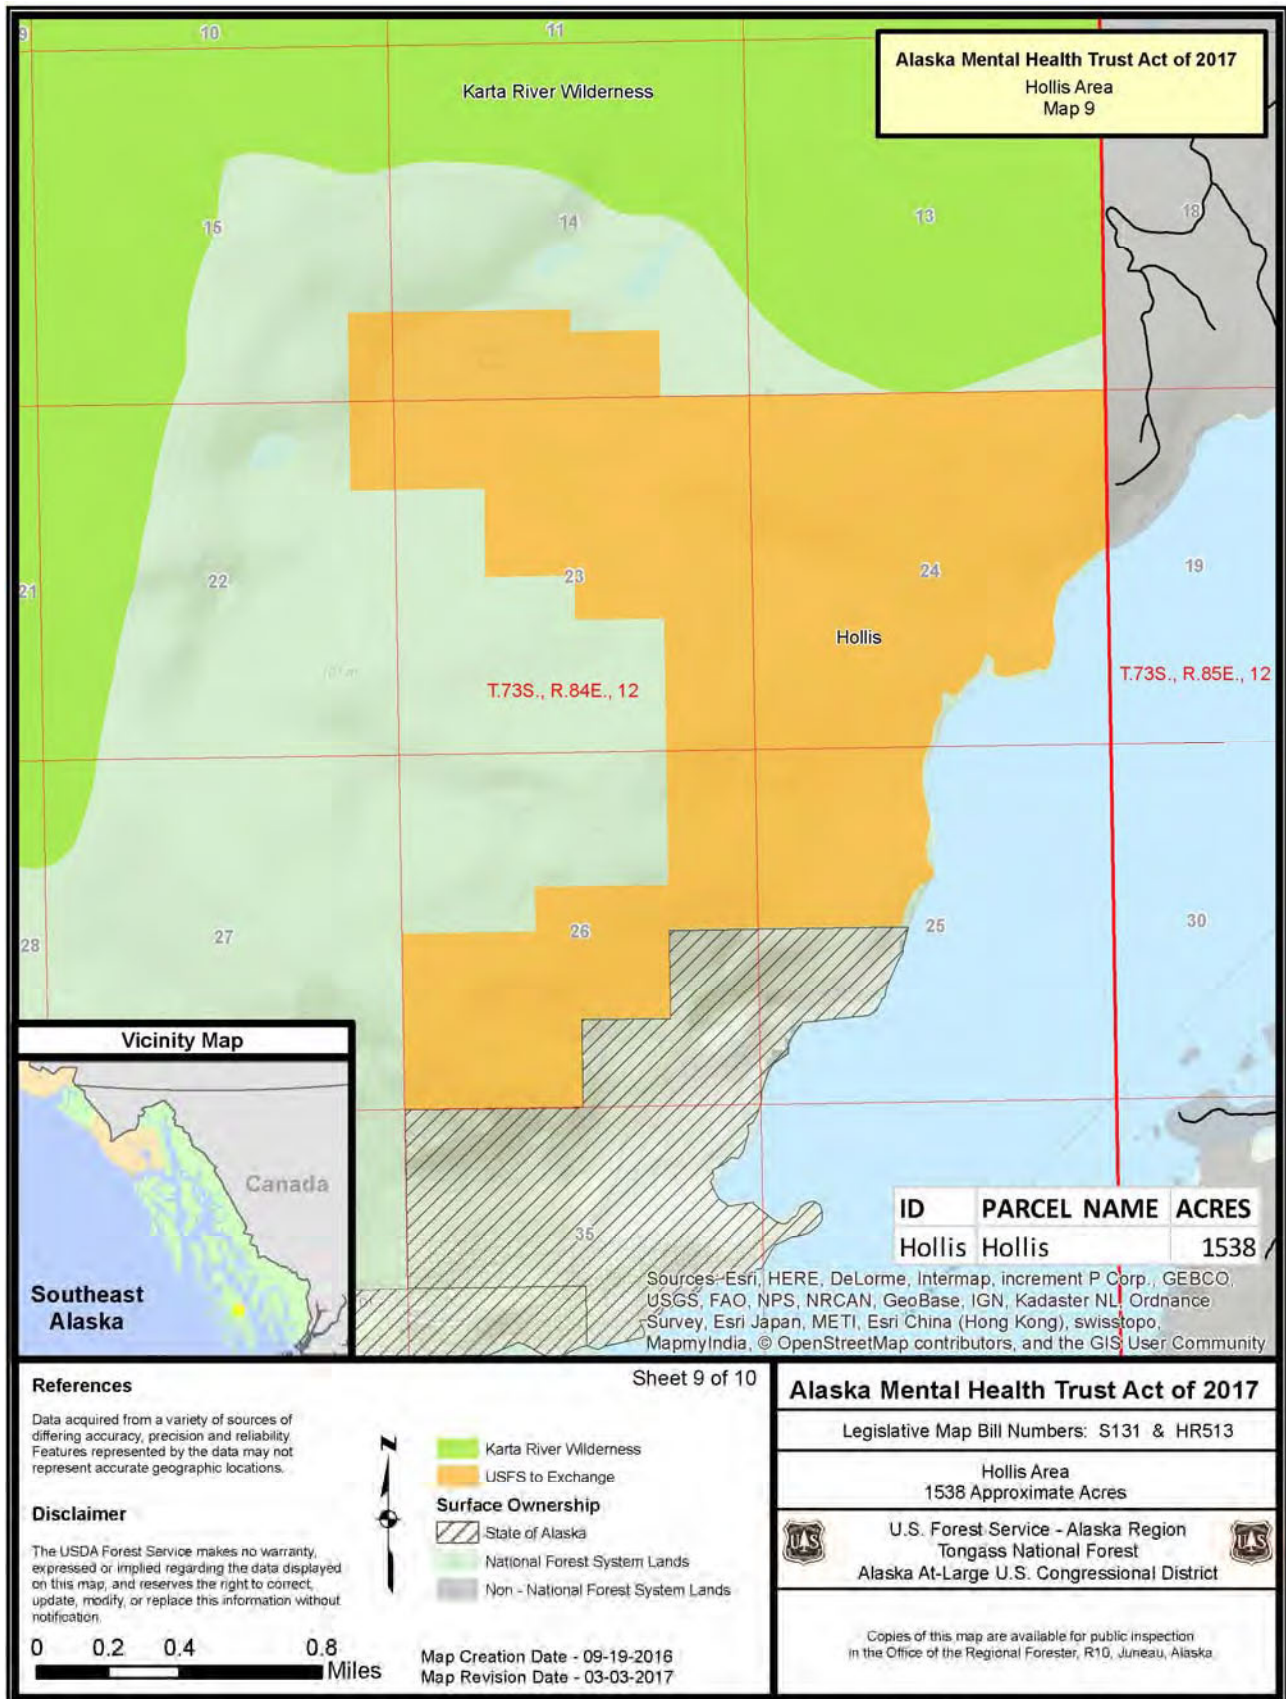 9
10
11
Alaska Mental Health Trust Act of 2017
Hollis Area
Map 9
Karta River Wilderness
15
14
13
18
21
22
23
24
19
Hollis
T.73S., R.84E., 12
T.73S., R.85E., 12
28
27
26
25
30
35
Vicinity Map
Canada
Southeast
Alaska
ID PARCEL NAME ACRES
Hollis Hollis 1538
Sources: Esri, HERE, DeLorme, Intermap, increment P Corp., GEBCO,
USGS, FAO, NPS, NRCAN, GeoBase, IGN, Kadaster NL, Ordnance
Survey, Esri Japan, METI, Esri China (Hong Kong), swisstopo,
MapmyIndia, © OpenStreetMap contributors, and the GIS User Community
References
Data acquired from a variety of sources of
differing accuracy, precision and reliability.
Features represented by the data may not
represent accurate geographic locations.
Disclaimer
The USDA Forest Service makes no warranty,
expressed or implied regarding the data displayed
on this map, and reserves the right to correct,
update, modify, or replace this information without
notification.
0 0.2 0.4 0.8
Miles
Sheet 9 of 10
N
Karta River Wilderness
USFS to Exchange
Surface Ownership
State of Alaska
National Forest System Lands
Non - National Forest System Lands
Map Creation Date - 09-19-2016
Map Revision Date - 03-03-2017
Alaska Mental Health Trust Act of 2017
Legislative Map Bill Numbers: S131 & HR513
Hollis Area
1538 Approximate Acres
UAS
U.S. Forest Service - Alaska Region
Tongass National Forest
Alaska At-Large U.S. Congressional District
UAS
Copies of this map are available for public inspection
in the Office of the Regional Forester, R10, Juneau, Alaska.